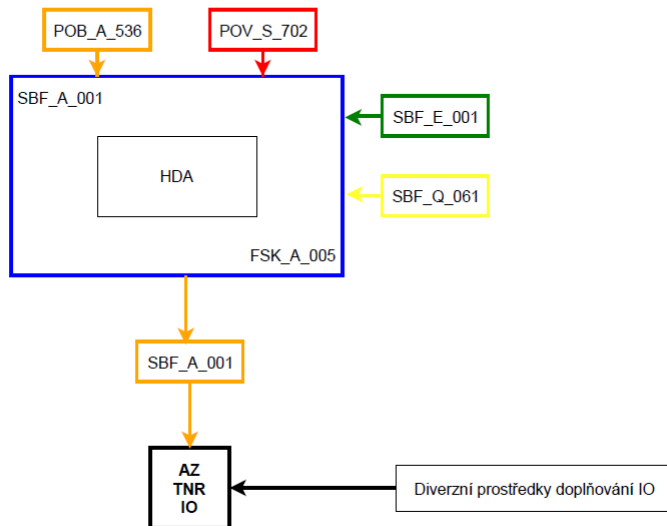 POB_A_536
POV_S_702
SBF_A_001
SBF_E_001
HDA
SBF_Q_061
FSK_A_005
SBF_A_001
AZ
TNR
IO
Diverzní prostředky doplňování IO